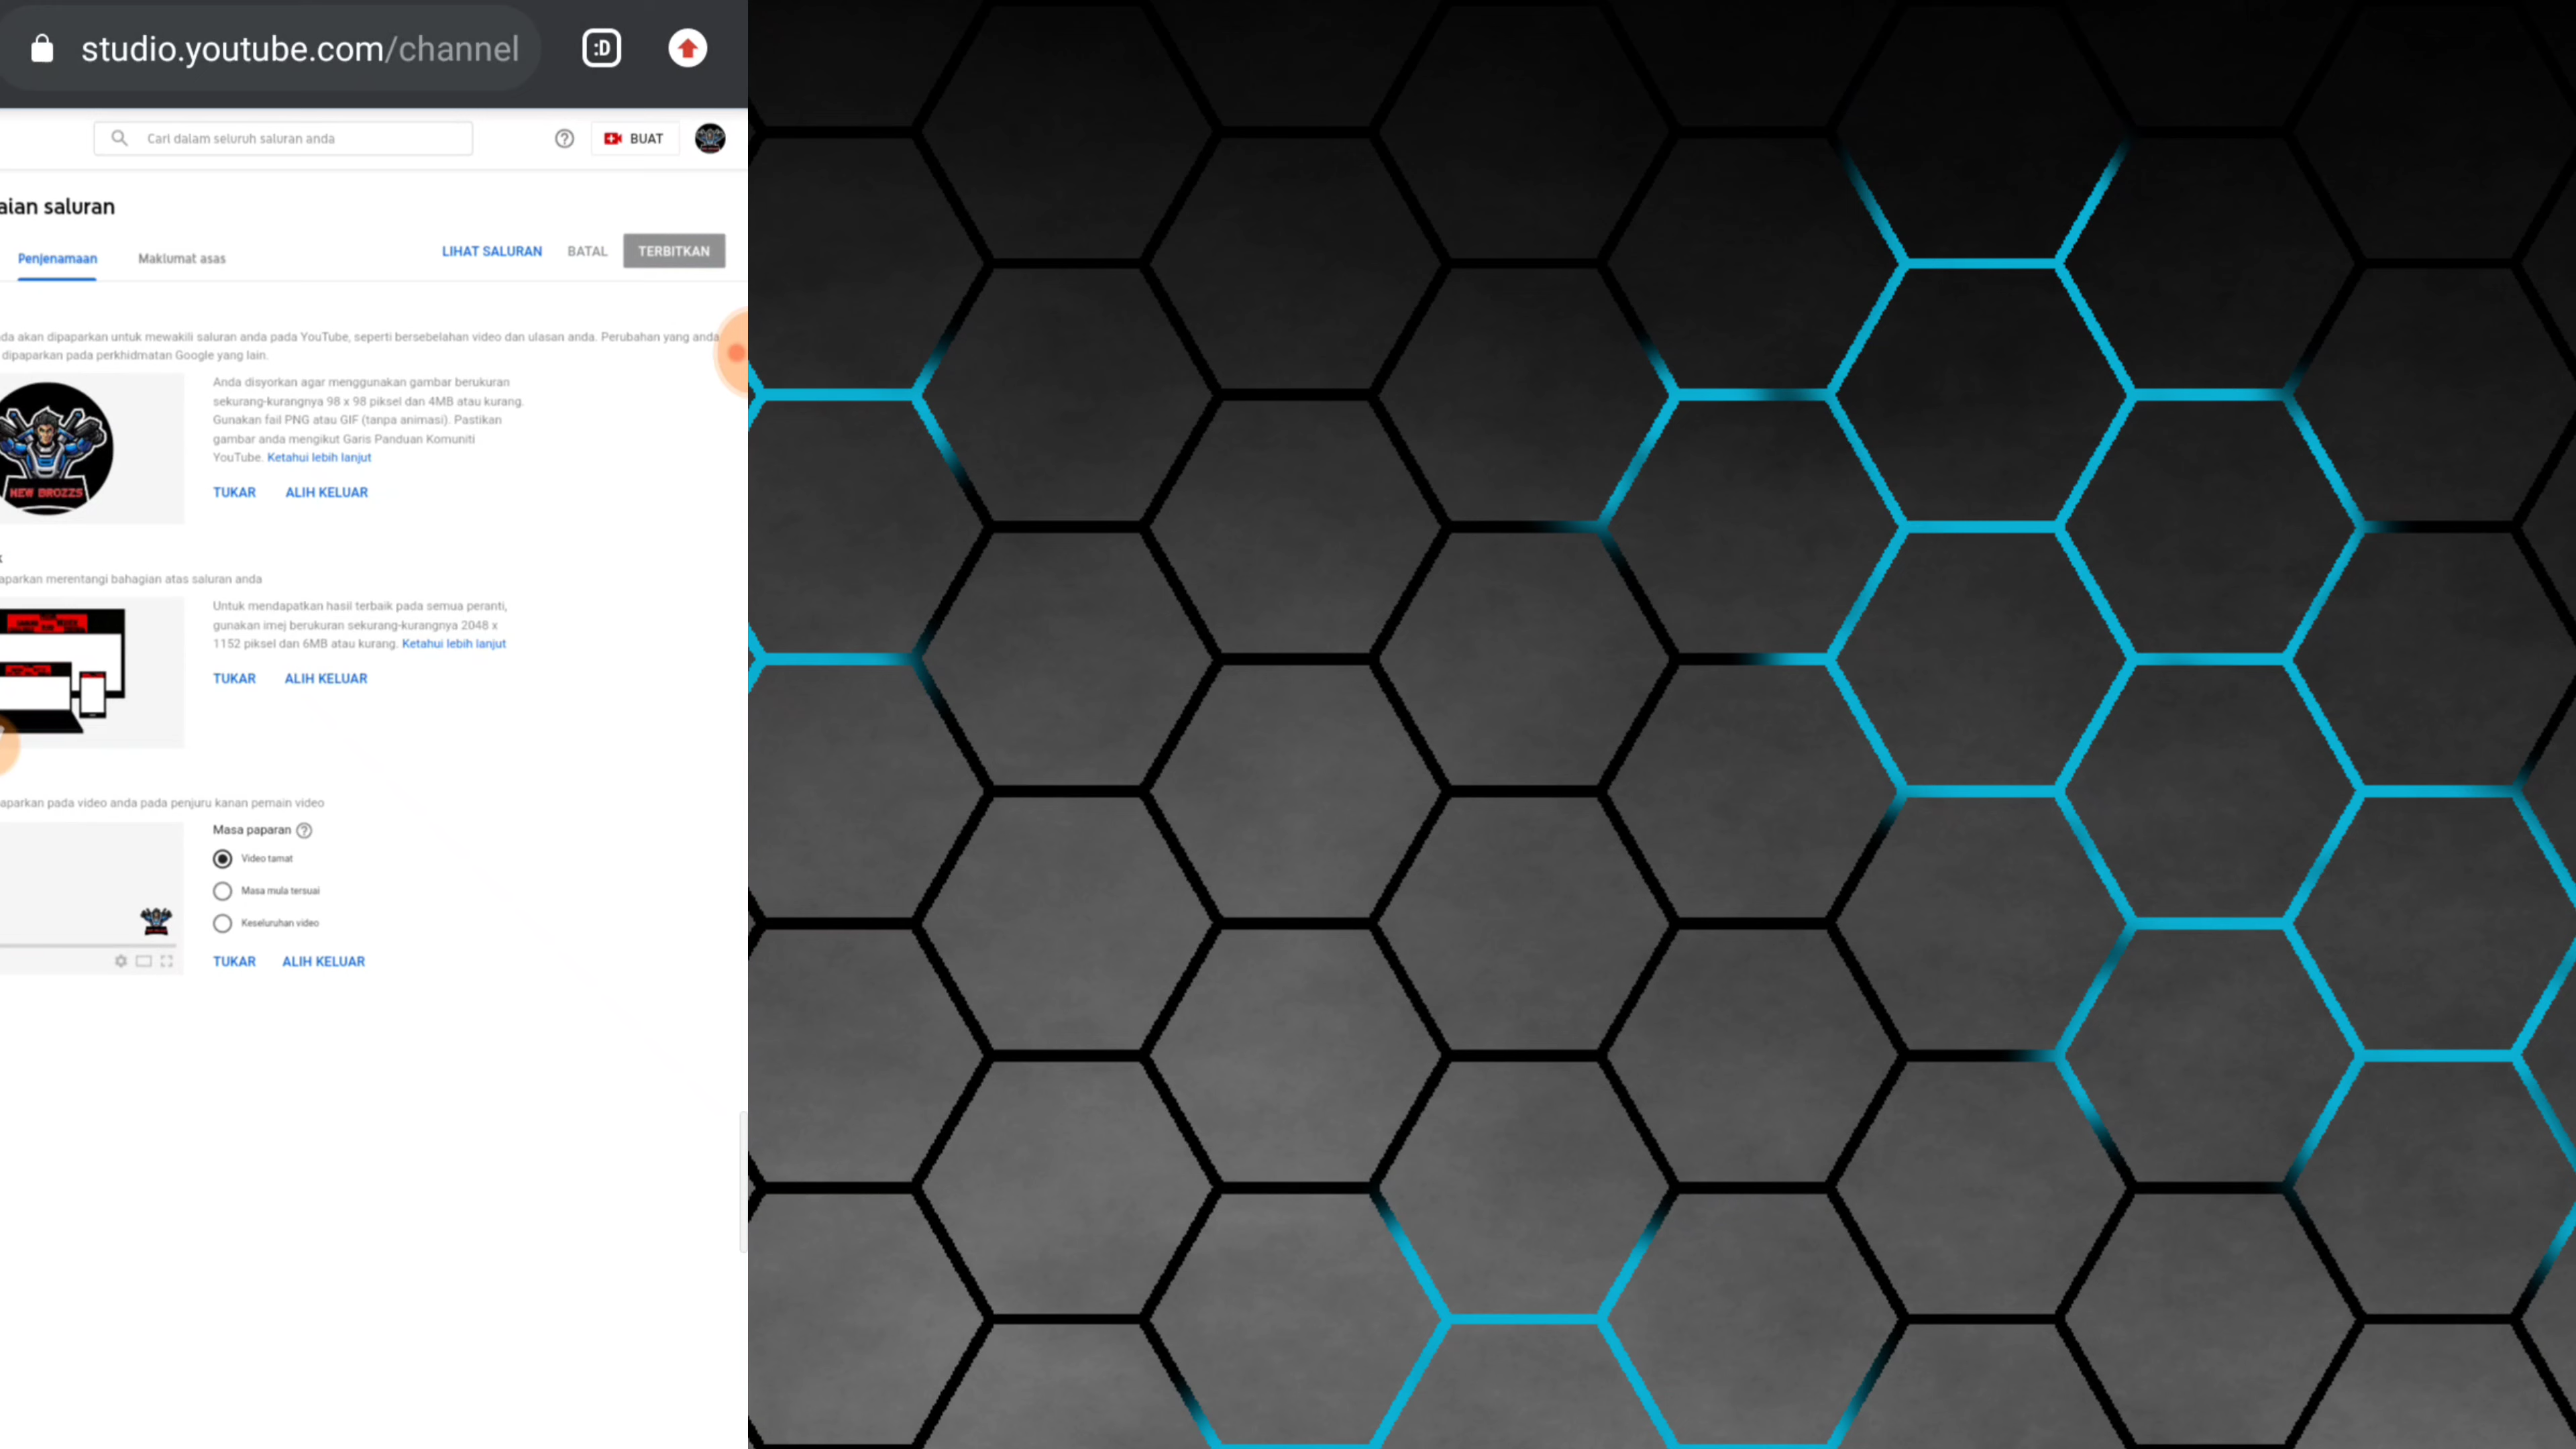 studio.youtube.com/channel
:D
Cari dalam seluruh saluran anda
BUAT
aian saluran
Penjenamaan
Maklumat asas
LIHAT SALURAN
BATAL
TERBITKAN
da akan dipaparkan untuk mewakili saluran anda pada YouTube, seperti bersebelahan video dan ulasan anda. Perubahan yang anda
dipaparkan pada perkhidmatan Google yang lain.
Anda disyorkan agar menggunakan gambar berukuran
sekurang-kurangnya 98 x 98 piksel dan 4MB atau kurang.
Gunakan fail PNG atau GIF (tanpa animasi). Pastikan
gambar anda mengikut Garis Panduan Komuniti
YouTube. Ketahui lebih lanjut
NEW BROZZS
TUKAR
ALIH KELUAR
aparkan merentangi bahagian atas saluran anda
Untuk mendapatkan hasil terbaik pada semua peranti,
gunakan imej berukuran sekurang-kurangnya 2048 x
1152 piksel dan 6MB atau kurang. Ketahui lebih lanjut
TUKAR
ALIH KELUAR
aparkan pada video anda pada penjuru kanan pemain video
Masa paparan
Video tamat
Masa mula tersuai
Keseluruhan video
TUKAR
ALIH KELUAR